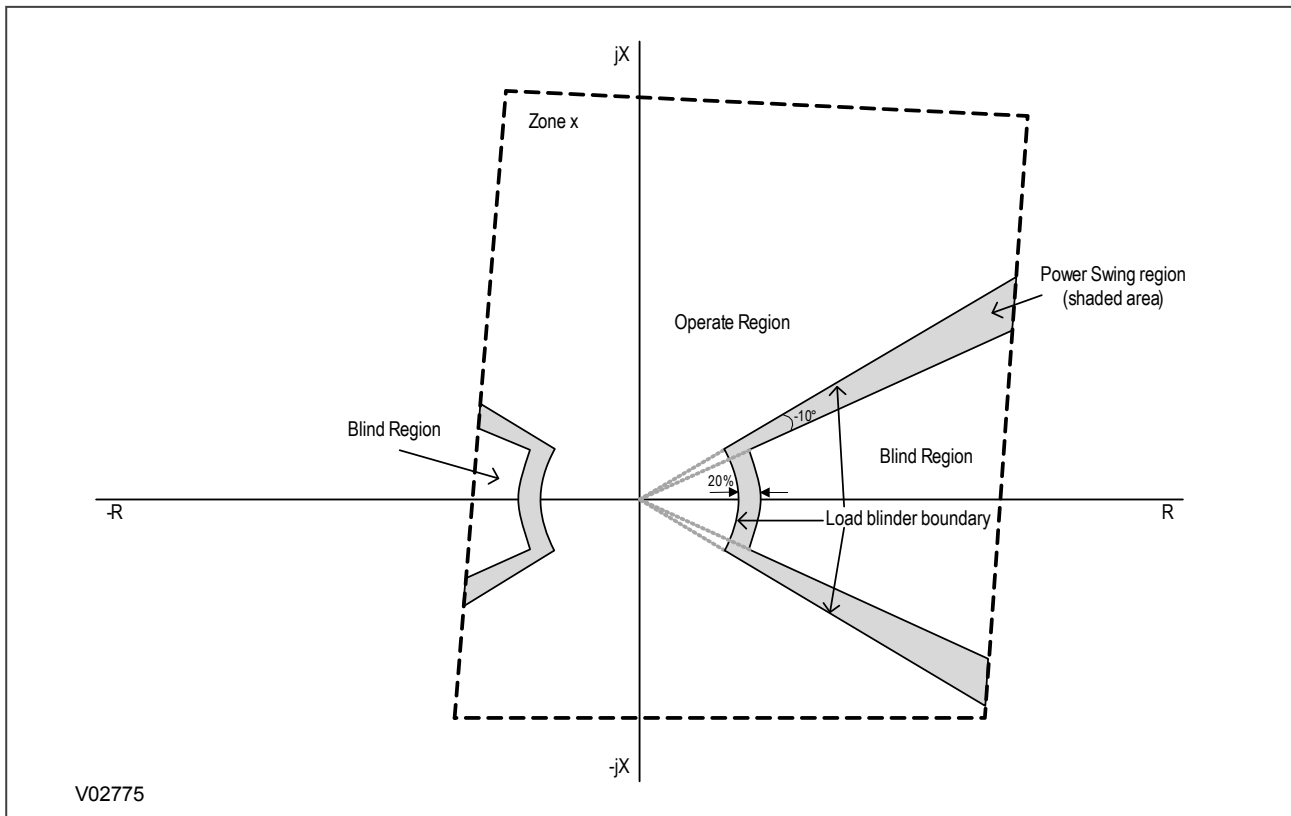 jX
Zone x
Power Swing region
(shaded area)
Operate Region
-10°
Blind Region
Blind Region
20%
-R
R
Load blinder boundary
-jX
V02775